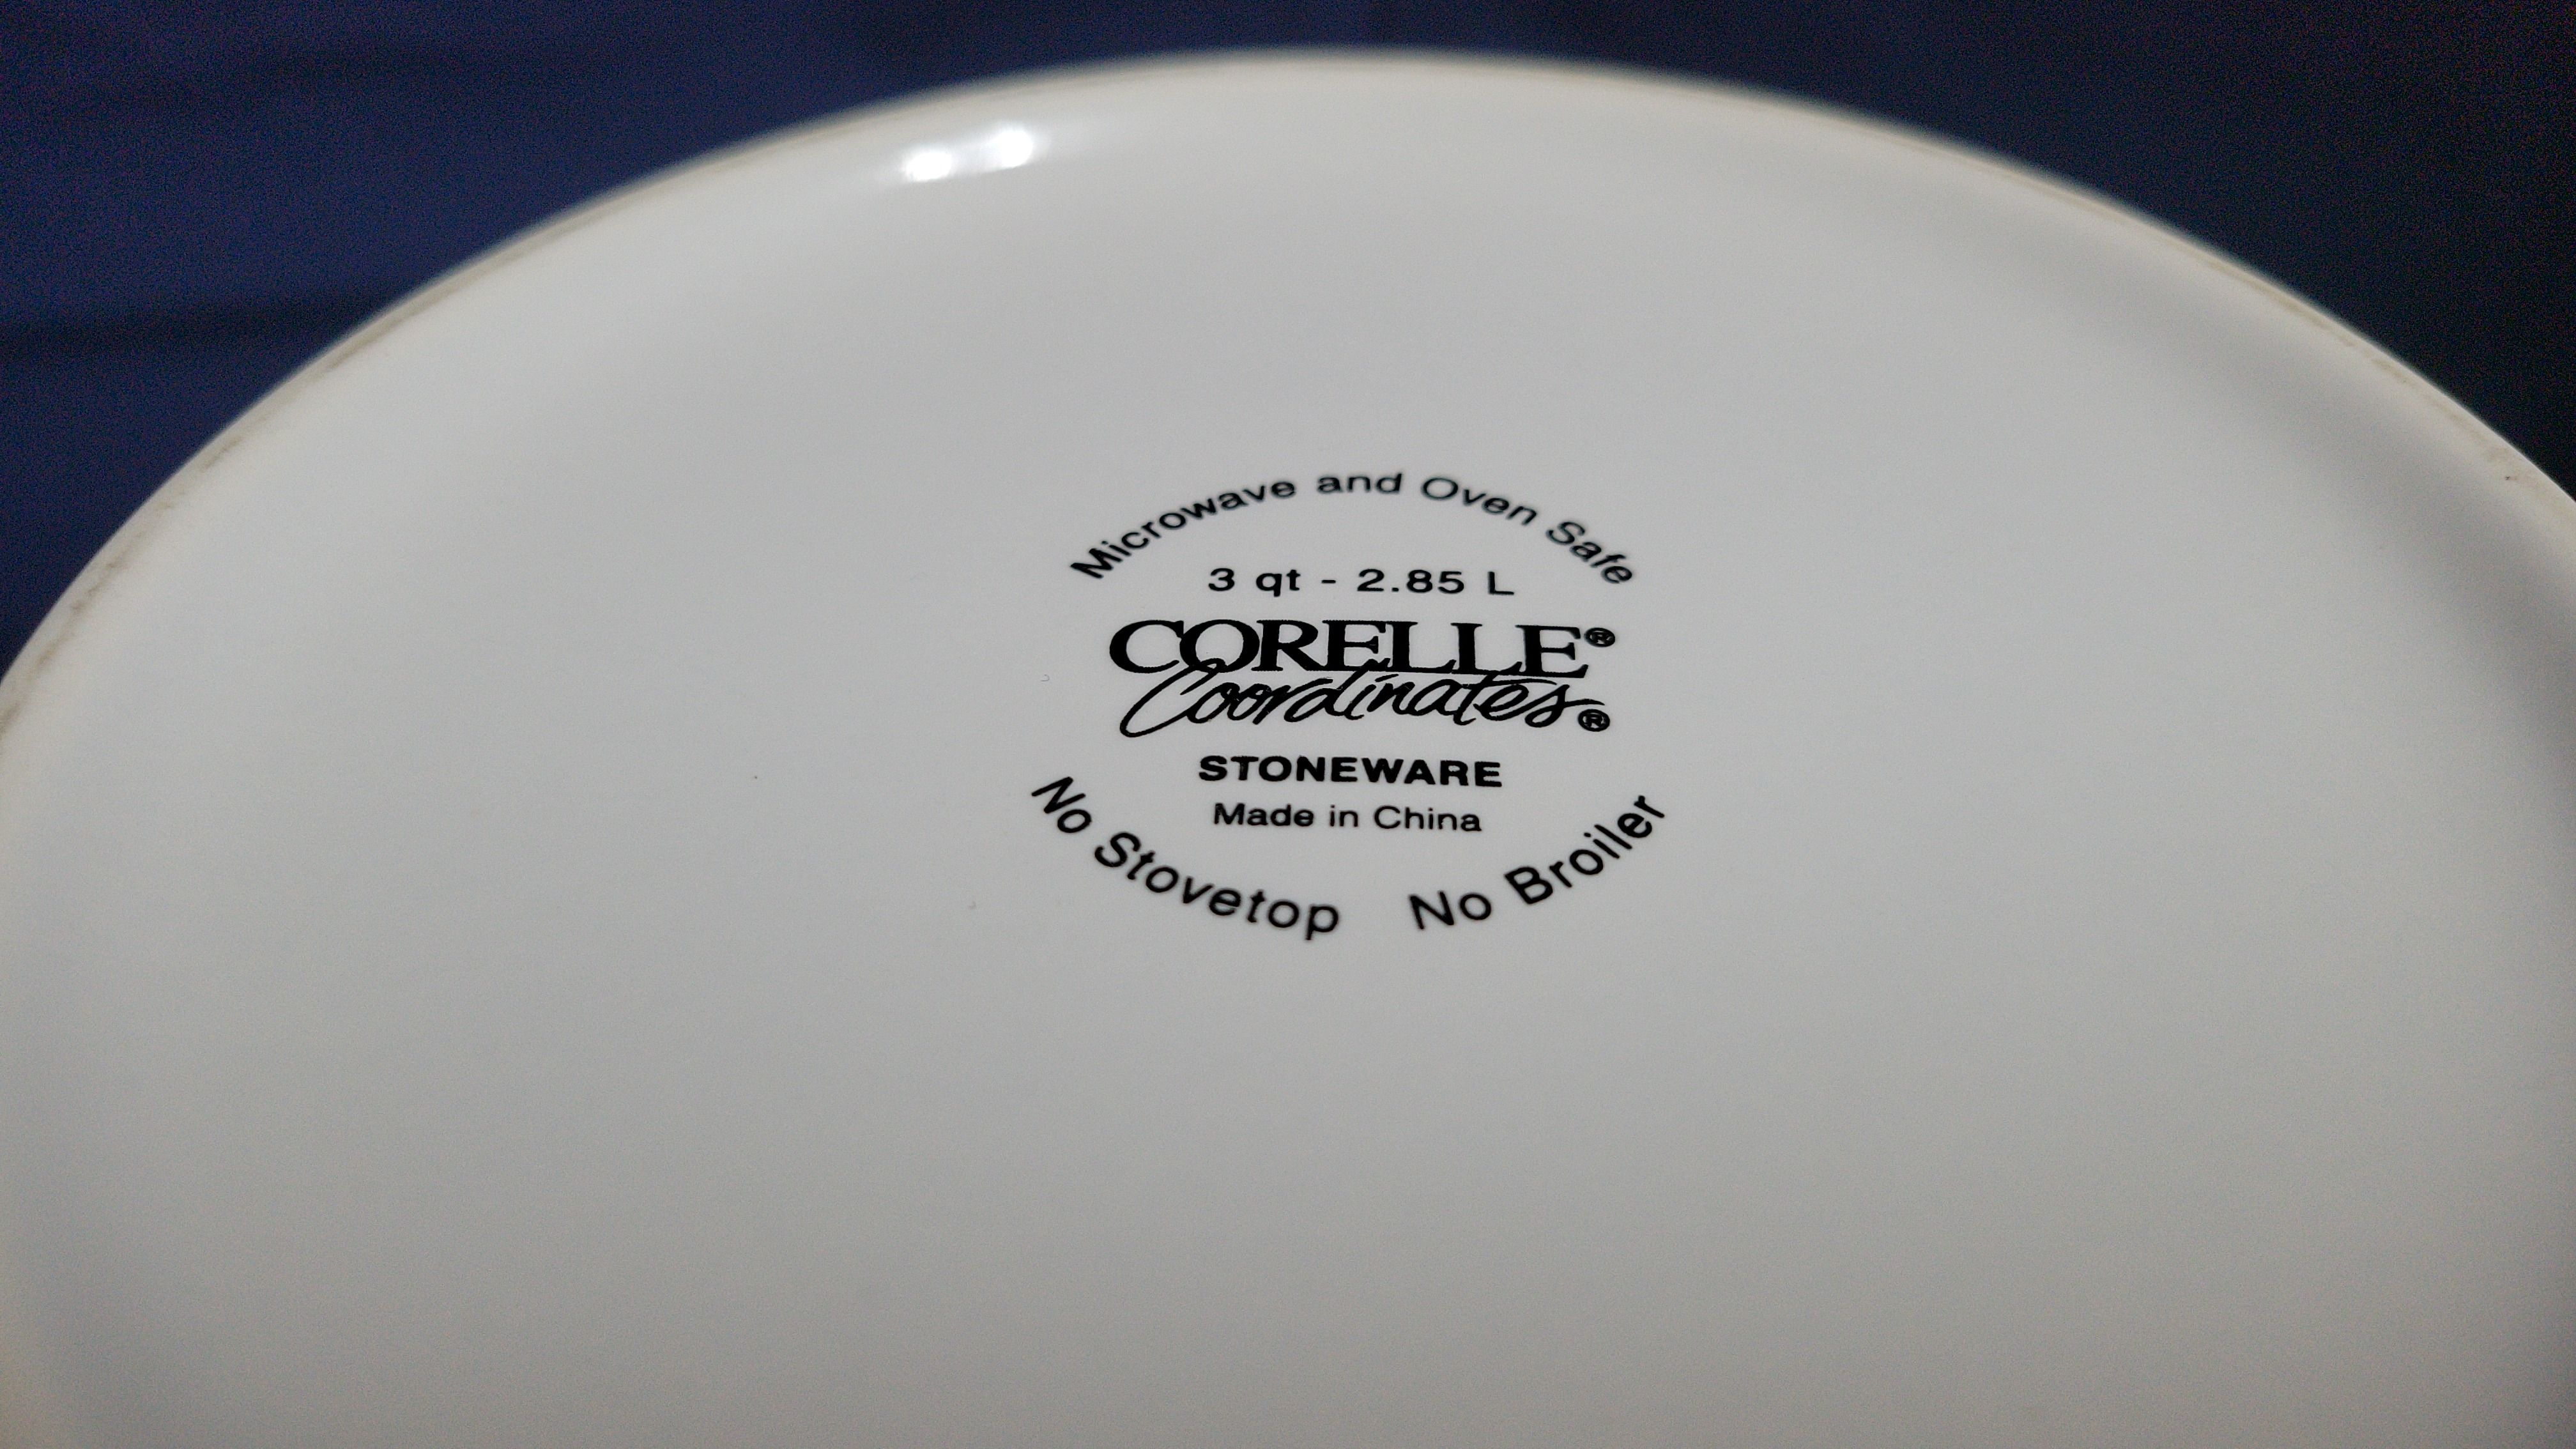 Microwave and Oven Safe
3 qt - 2.85 L
CORELLE®
Coordinates®
STONEWARE
Made in China
No Stovetop No Broiler